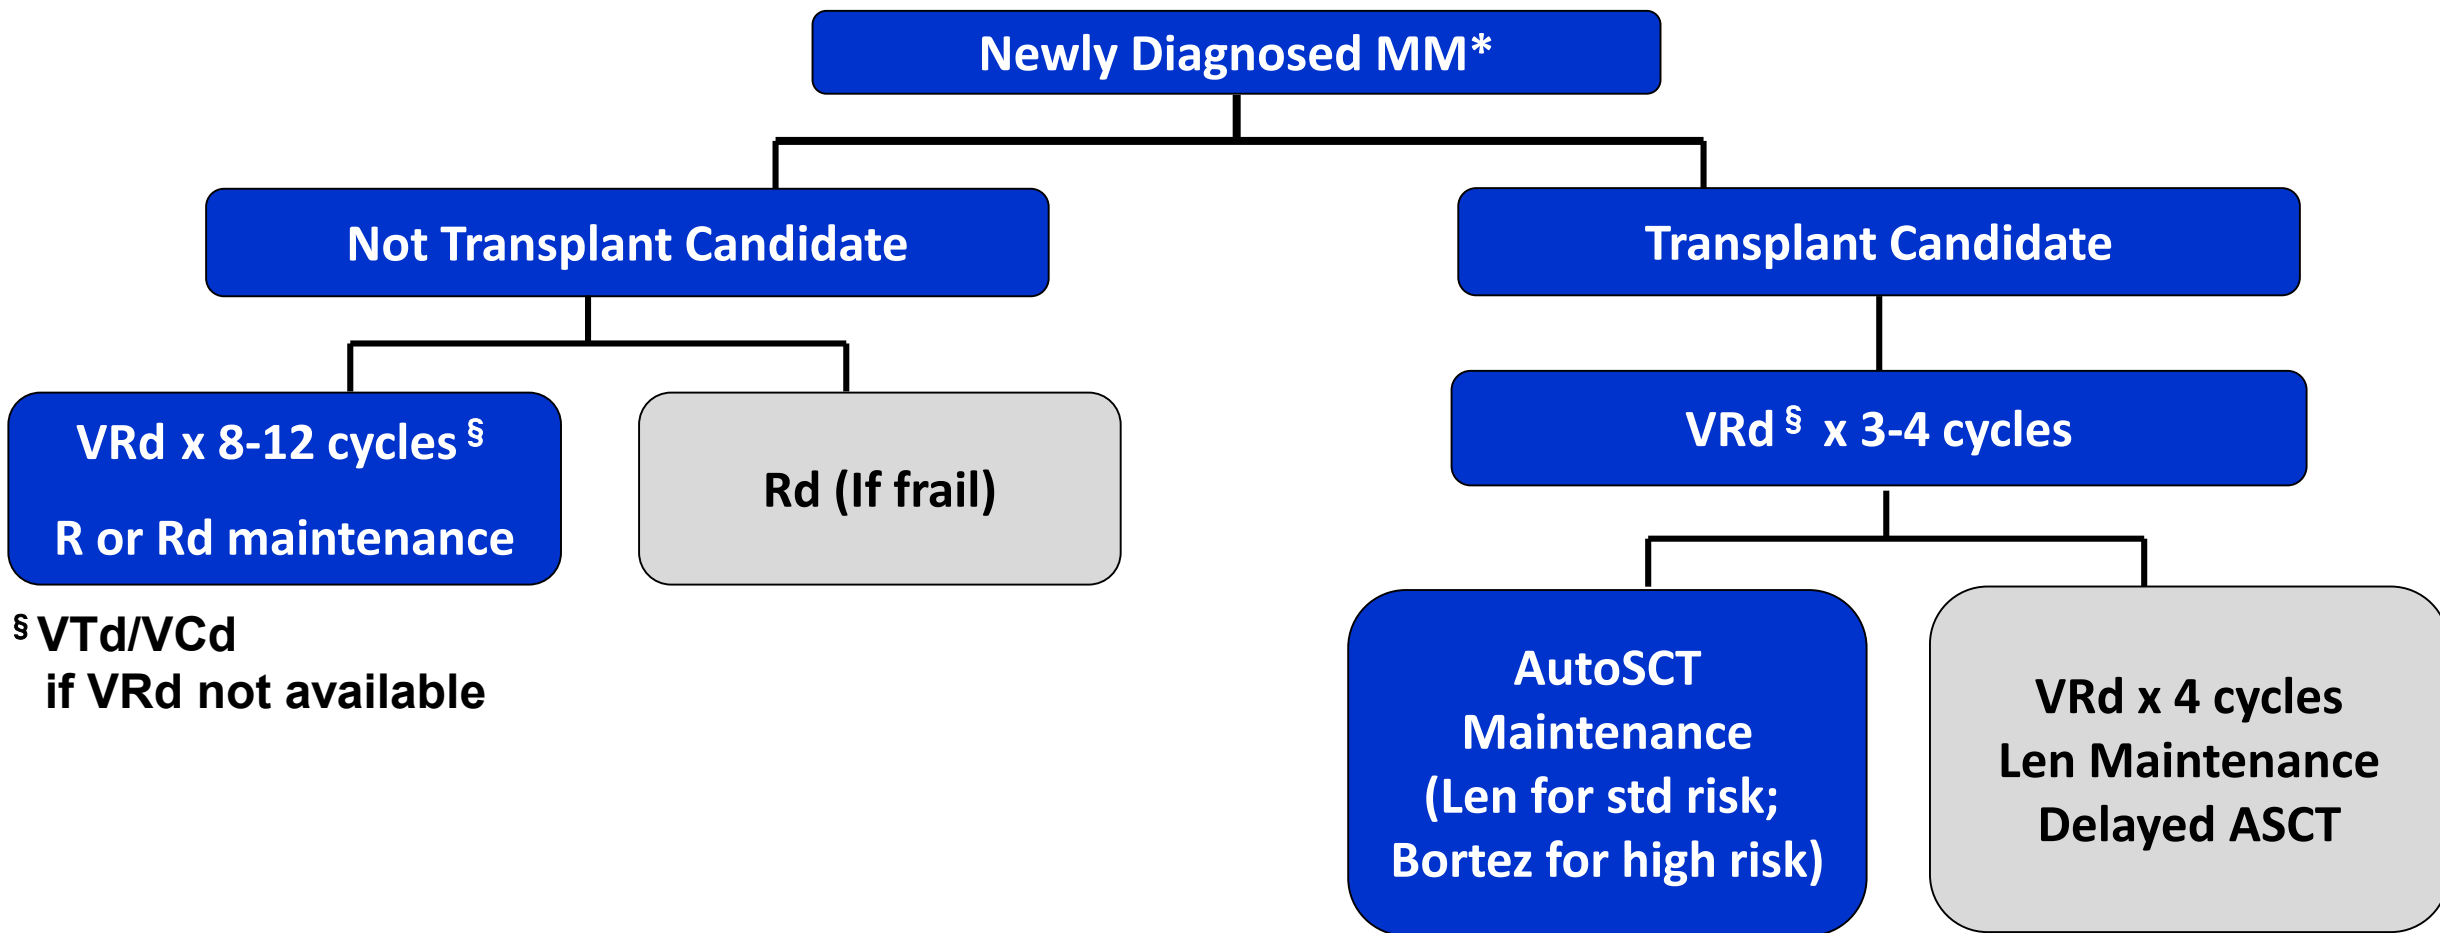 Newly Diagnosed MM*
Not Transplant Candidate
Transplant Candidate
VRd x 8-12 cycles §
R or Rd maintenance
Rd (If frail)
VRd § x 3-4 cycles
§ VTd/VCd
if VRd not available
AutoSCT
Maintenance
(Len for std risk;
Bortez for high risk)
VRd x 4 cycles
Len Maintenance
Delayed ASCT